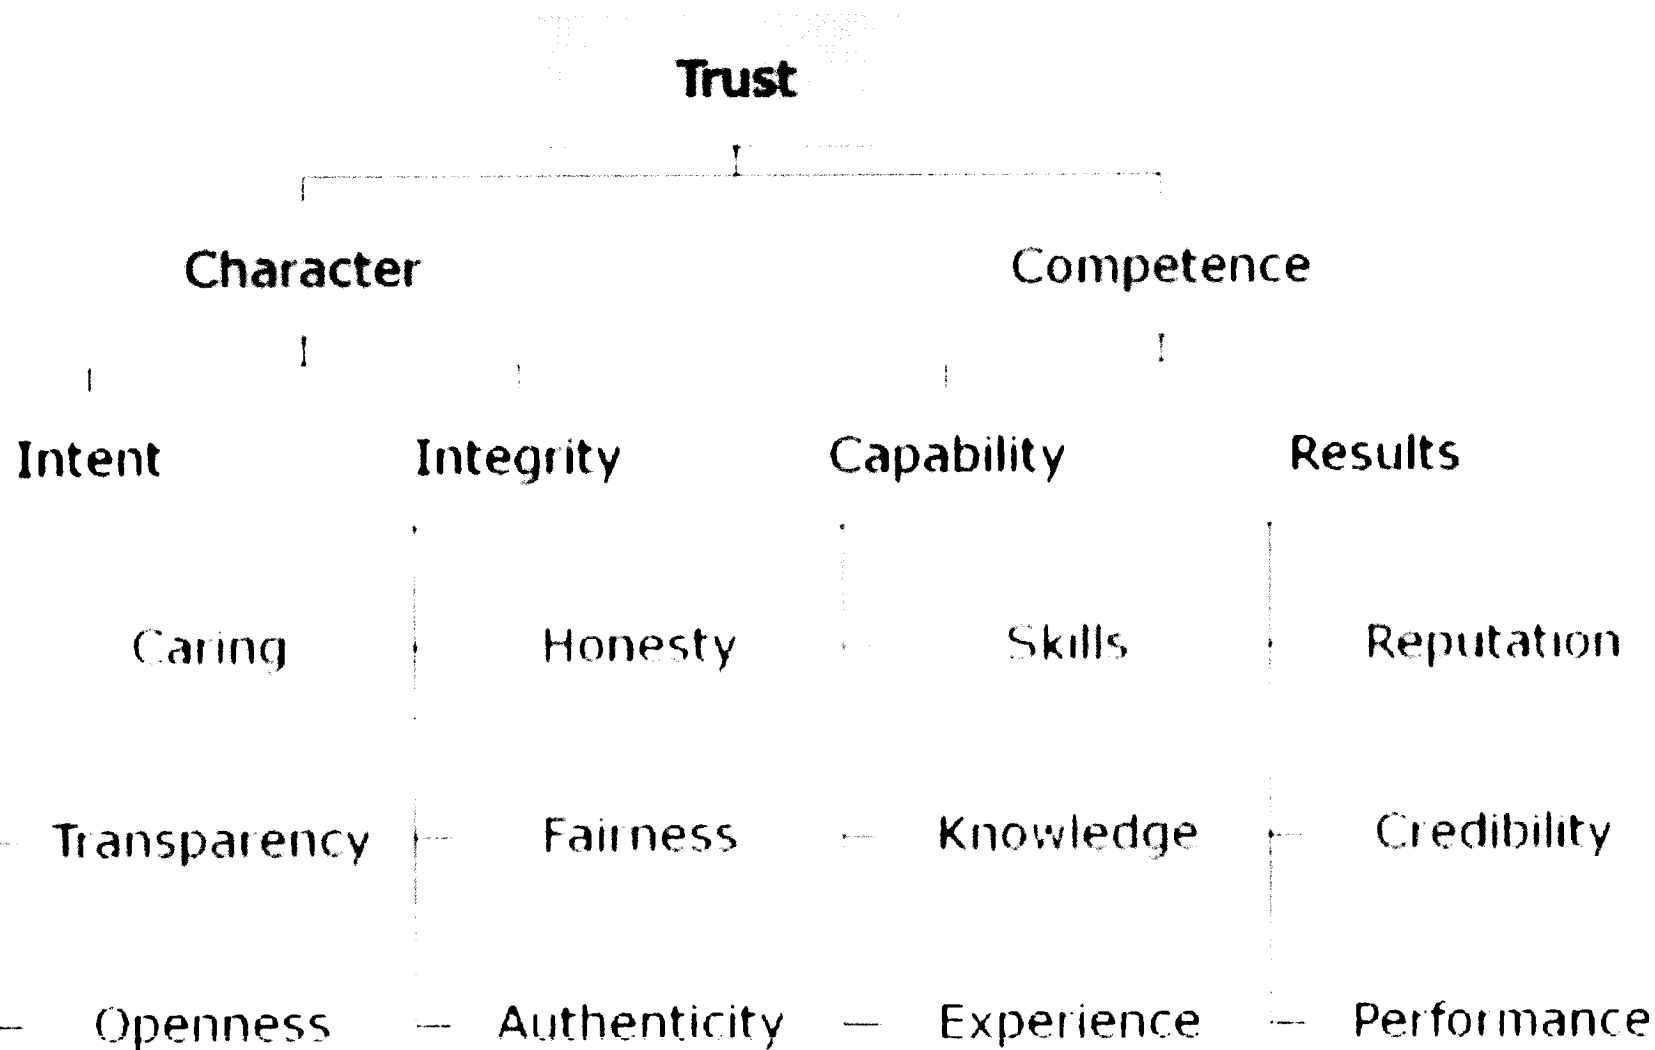 Trust
Character Competence
Intent Integrity Capability Results
Caring Honesty Skills Reputation
Transparency Fairness Knowledge Credibility
Openness Authenticity Experience Performance